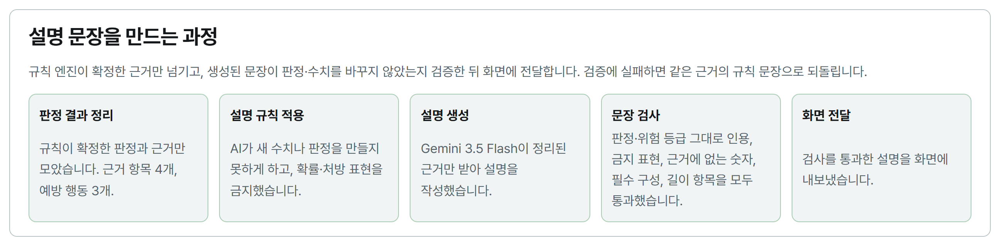 설명 문장을 만드는 과정
규칙 엔진이 확정한 근거만 넘기고, 생성된 문장이 판정·수치를 바꾸지 않았는지 검증한 뒤 화면에 전달합니다. 검증에 실패하면 같은 근거의 규칙 문장으로 되돌립니다.
판정 결과 정리
규칙이 확정한 판정과 근거만
모았습니다. 근거 항목 4개,
예방 행동 3개.
설명 규칙 적용
AI가 새 수치나 판정을 만들지
못하게 하고, 확률·처방 표현을
금지했습니다.
설명 생성
Gemini 3.5 Flash이 정리된
근거만 받아 설명을
작성했습니다.
문장 검사
판정·위험 등급 그대로 인용,
금지 표현, 근거에 없는 숫자,
필수 구성, 길이 항목을 모두
통과했습니다.
화면 전달
검사를 통과한 설명을 화면에
내보냈습니다.